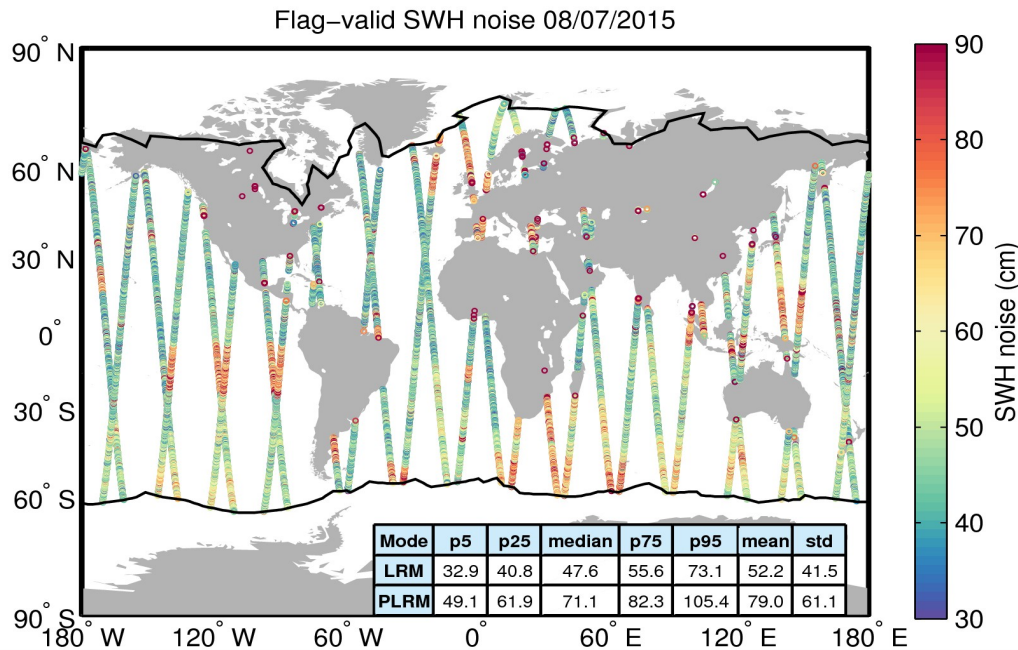 Flag−valid SWH noise 08/07/2015
90° N
60° N
30° N
0°
30° S
60° S
90° S
180° W
120° W
60° W
0°
60° E
120° E
180° E
Mode p5 p25 median p75 p95 mean std
LRM 32.9 40.8 47.6 55.6 73.1 52.2 41.5
PLRM 49.1 61.9 71.1 82.3 105.4 79.0 61.1
90
80
70
60
50
40
30
SWH noise (cm)